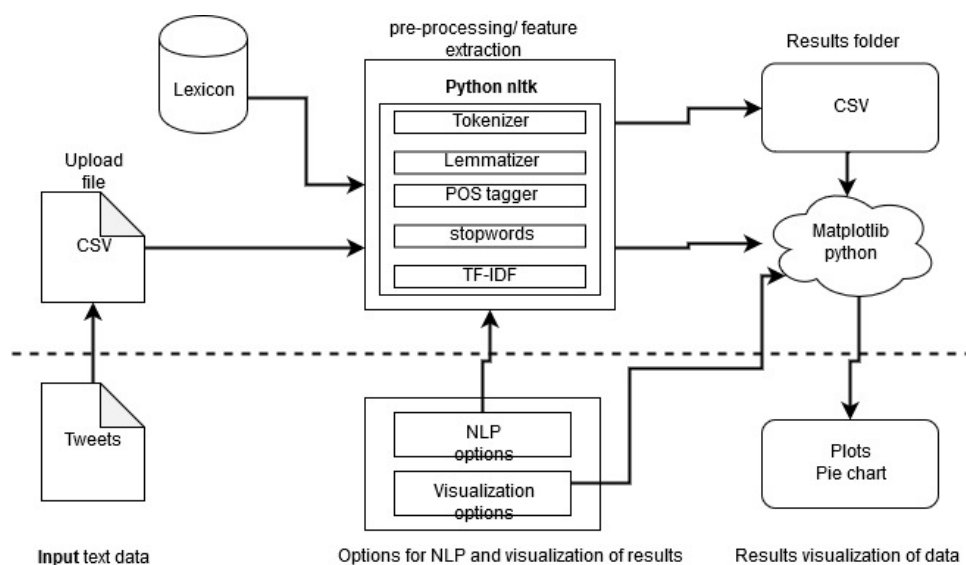 pre-processing/ feature
extraction
Results folder
Lexicon
Python nltk
CSV
Tokenizer
Lemmatizer
POS tagger
stopwords
TF-IDF
Upload
file
CSV
Matplotlib
python
Tweets
NLP
options
Visualization
options
Plots
Pie chart
Input text data
Options for NLP and visualization of results
Results visualization of data